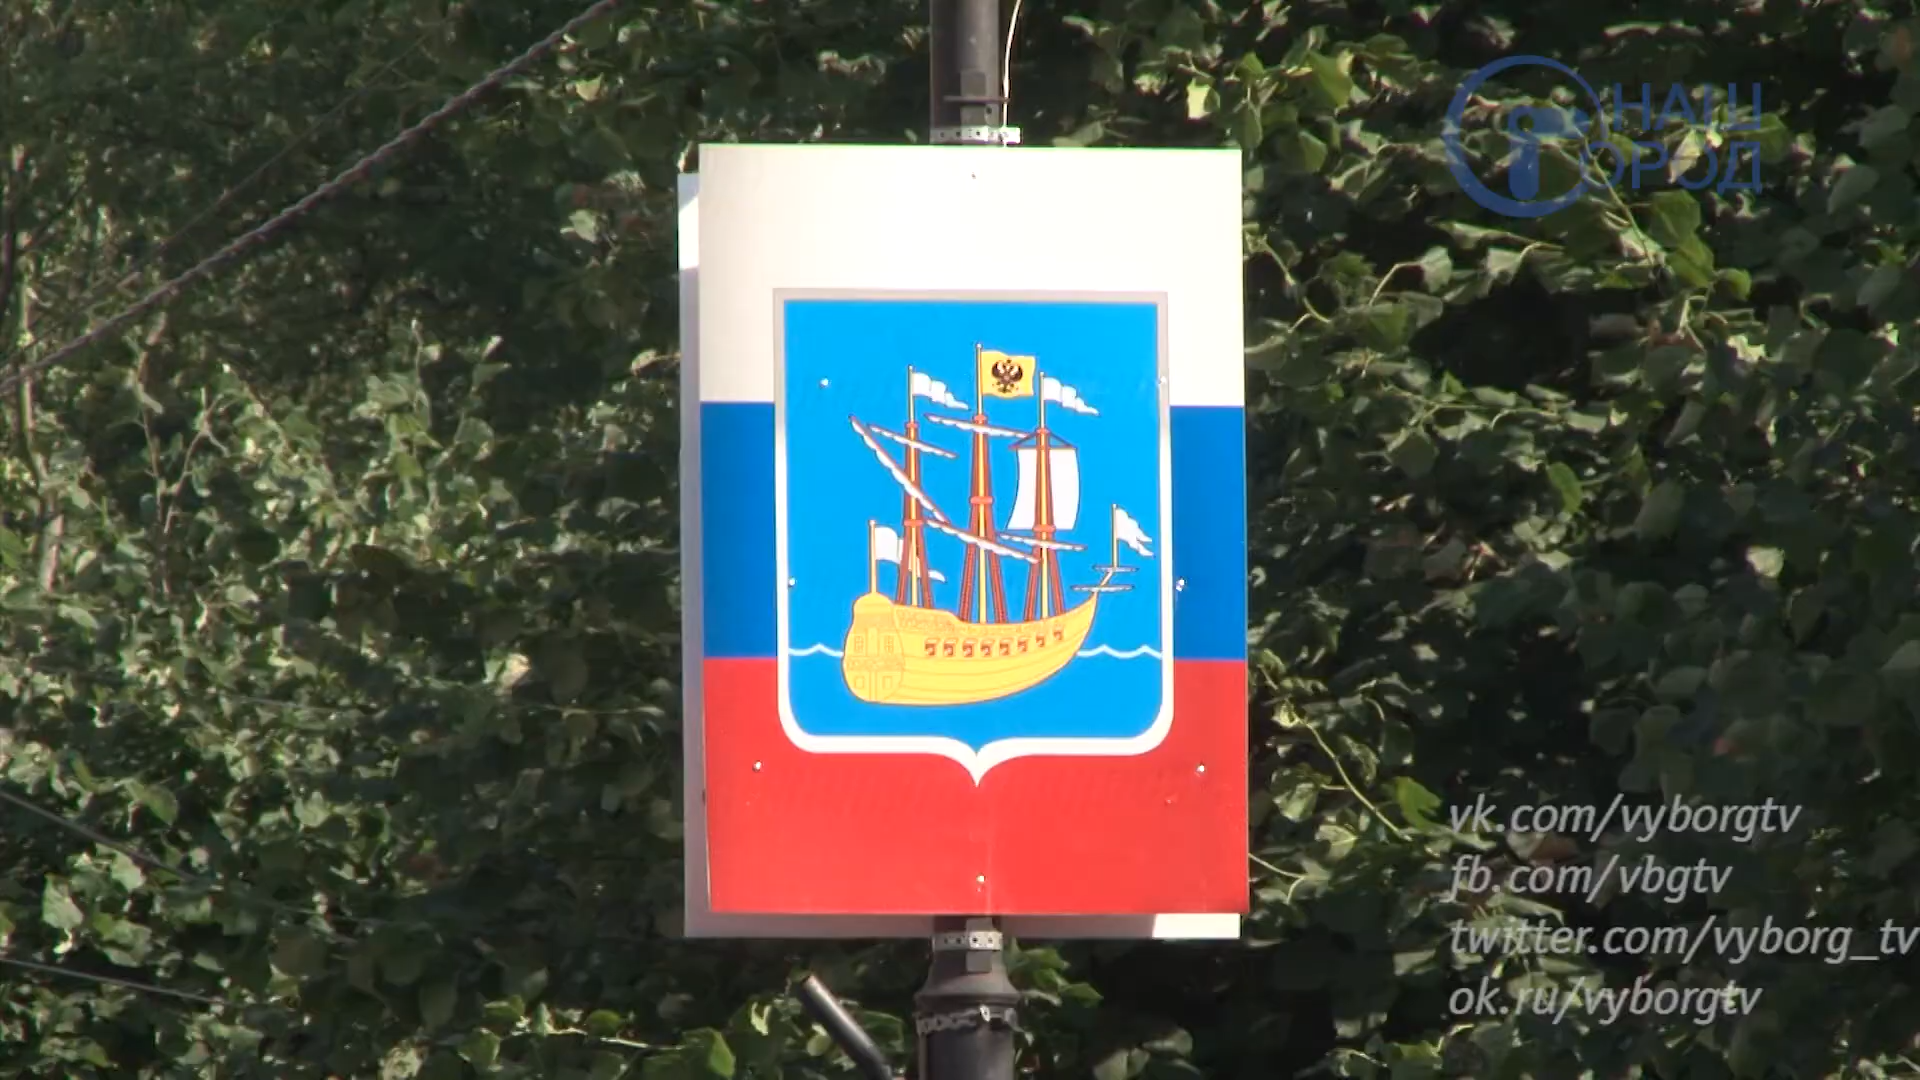 НАШ
ГОРОД
vk.com/vyborgtv
fb.com/vbgtv
twitter.com/vyborg_tv
ok.ru/vyborgtv